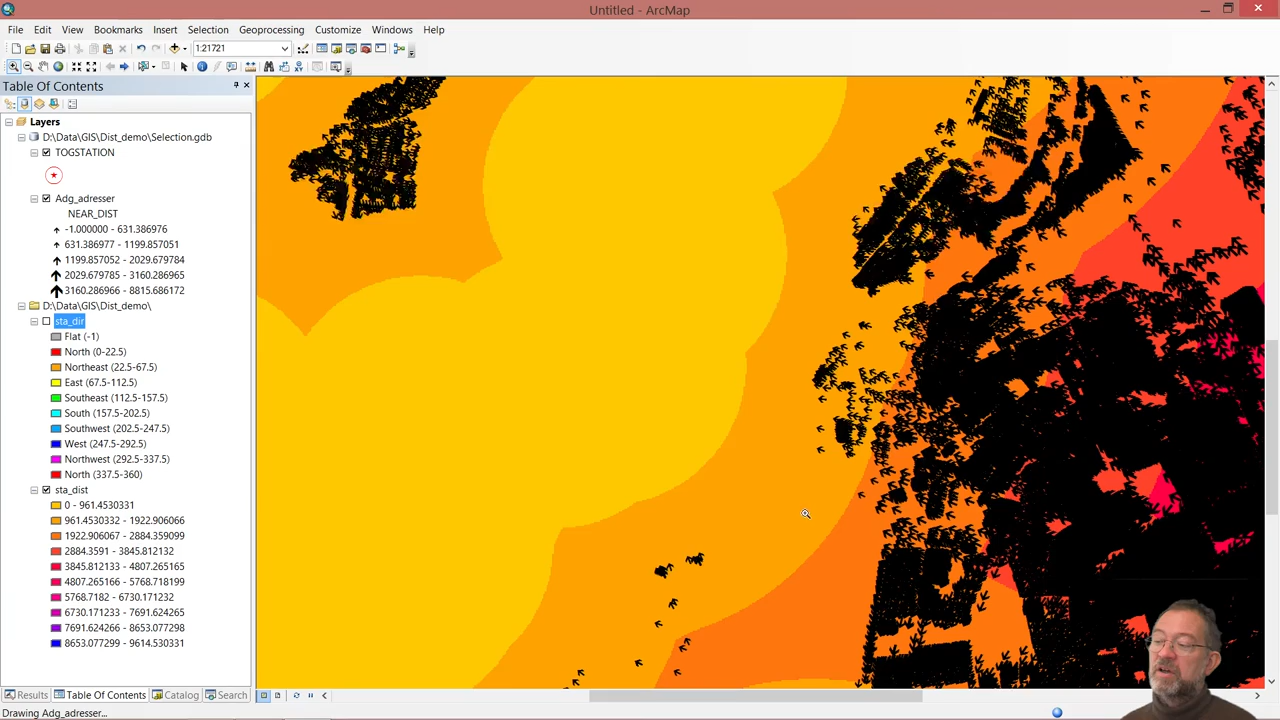 Untitled - ArcMap
File Edit View Bookmarks Insert Selection Geoprocessing Customize Windows Help
1:21721
Table Of Contents
Layers
D:\Data\GIS\Dist_demo\Selection.gdb
TOGSTATION
Adg_adresser
NEAR_DIST
-1.000000 - 631.386976
631.386977 - 1199.857051
1199.857052 - 2029.679784
2029.679785 - 3160.286965
3160.286966 - 8815.686172
D:\Data\GIS\Dist_demo\
sta_dir
Flat (-1)
North (0-22.5)
Northeast (22.5-67.5)
East (67.5-112.5)
Southeast (112.5-157.5)
South (157.5-202.5)
Southwest (202.5-247.5)
West (247.5-292.5)
Northwest (292.5-337.5)
North (337.5-360)
sta_dist
0 - 961.4530331
961.4530332 - 1922.906066
1922.906067 - 2884.359099
2884.3591 - 3845.812132
3845.812133 - 4807.265165
4807.265166 - 5768.718199
5768.7182 - 6730.171232
6730.171233 - 7691.624265
7691.624266 - 8653.077298
8653.077299 - 9614.530331
Results Table Of Contents Catalog Search
Drawing Adg_adresser...